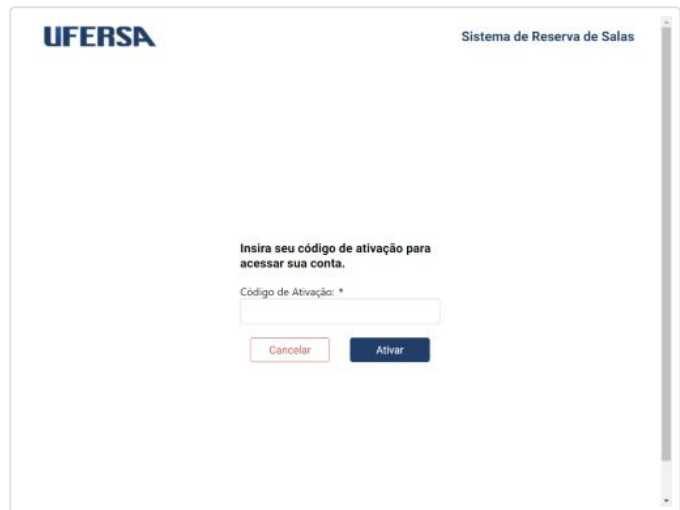 UFERSA
Sistema de Reserva de Salas
Insira seu código de ativação para
acessar sua conta.
Código de Ativação: *
Cancelar
Ativar